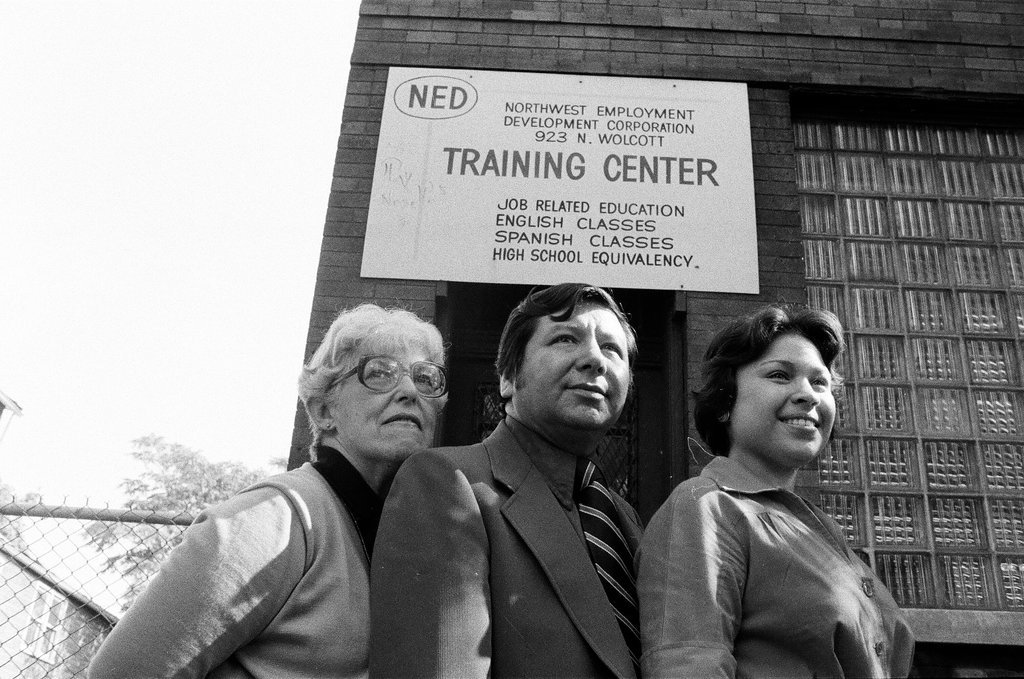 NED
NORTHWEST EMPLOYMENT
DEVELOPMENT CORPORATION
923 N. WOLCOTT
TRAINING CENTER
JOB RELATED EDUCATION
ENGLISH CLASSES
SPANISH CLASSES
HIGH SCHOOL EQUIVALENCY.